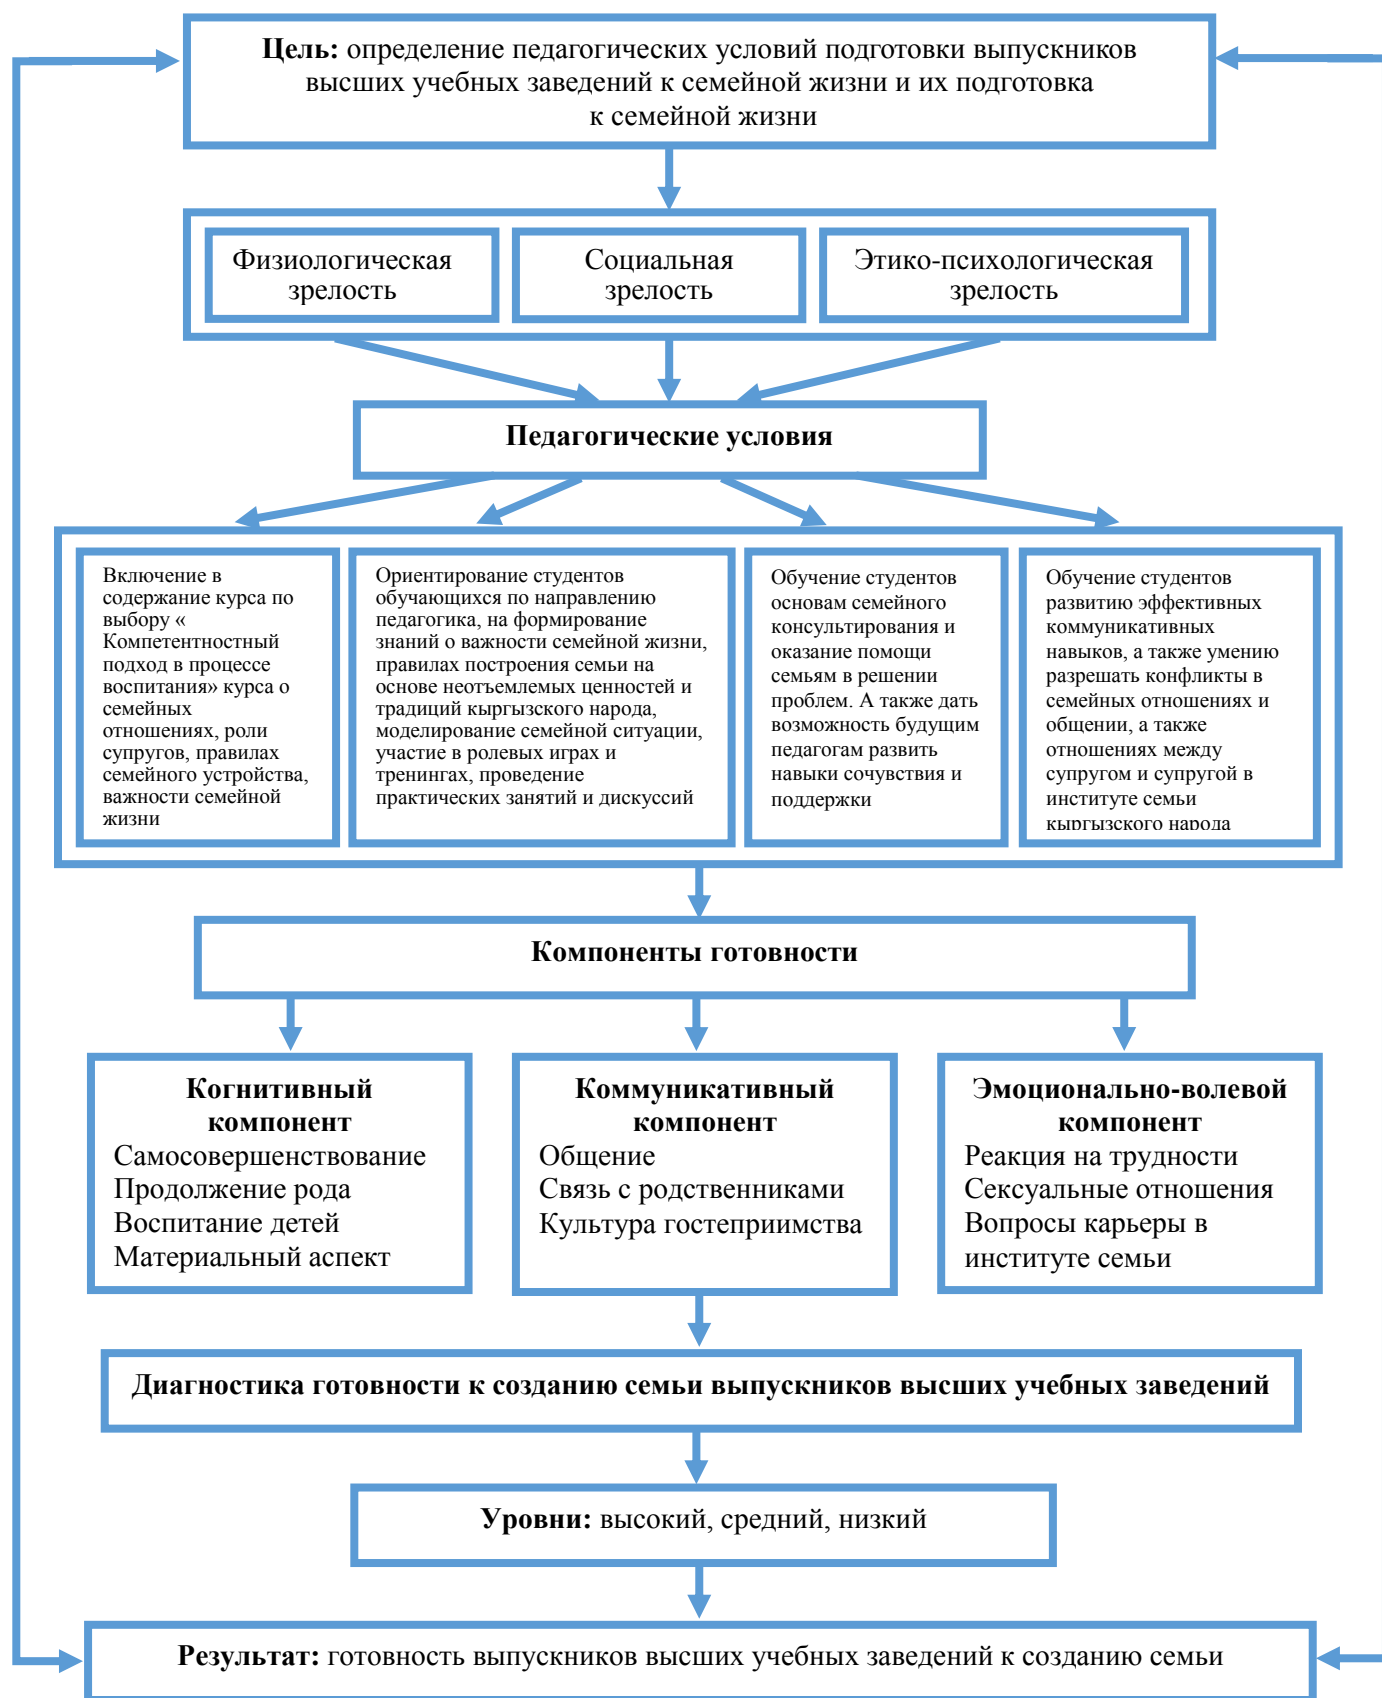 Цель: определение педагогических условий подготовки выпускников
высших учебных заведений к семейной жизни и их подготовка
к семейной жизни
Физиологическая
зрелость
Социальная
зрелость
Этико-психологическая
зрелость
Педагогические условия
Включение в
содержание курса по
выбору «
Компетентностный
подход в процессе
воспитания» курса о
семейных
отношениях, роли
супругов, правилах
семейного устройства,
важности семейной
жизни
Ориентирование студентов
обучающихся по направлению
педагогика, на формирование
знаний о важности семейной жизни,
правилах построения семьи на
основе неотъемлемых ценностей и
традиций кыргызского народа,
моделирование семейной ситуации,
участие в ролевых играх и
тренингах, проведение
практических занятий и дискуссий
Обучение студентов
основам семейного
консультирования и
оказание помощи
семьям в решении
проблем. А также дать
возможность будущим
педагогам развить
навыки сочувствия и
поддержки
Обучение студентов
развитию эффективных
коммуникативных
навыков, а также умению
разрешать конфликты в
семейных отношениях и
общении, а также
отношениях между
супругом и супругой в
институте семьи
кыргызского народа
Компоненты готовности
Когнитивный
компонент
Самосовершенствование
Продолжение рода
Воспитание детей
Материальный аспект
Коммуникативный
компонент
Общение
Связь с родственниками
Культура гостеприимства
Эмоционально-волевой
компонент
Реакция на трудности
Сексуальные отношения
Вопросы карьеры в
институте семьи
Диагностика готовности к созданию семьи выпускников высших учебных заведений
Уровни: высокий, средний, низкий
Результат: готовность выпускников высших учебных заведений к созданию семьи